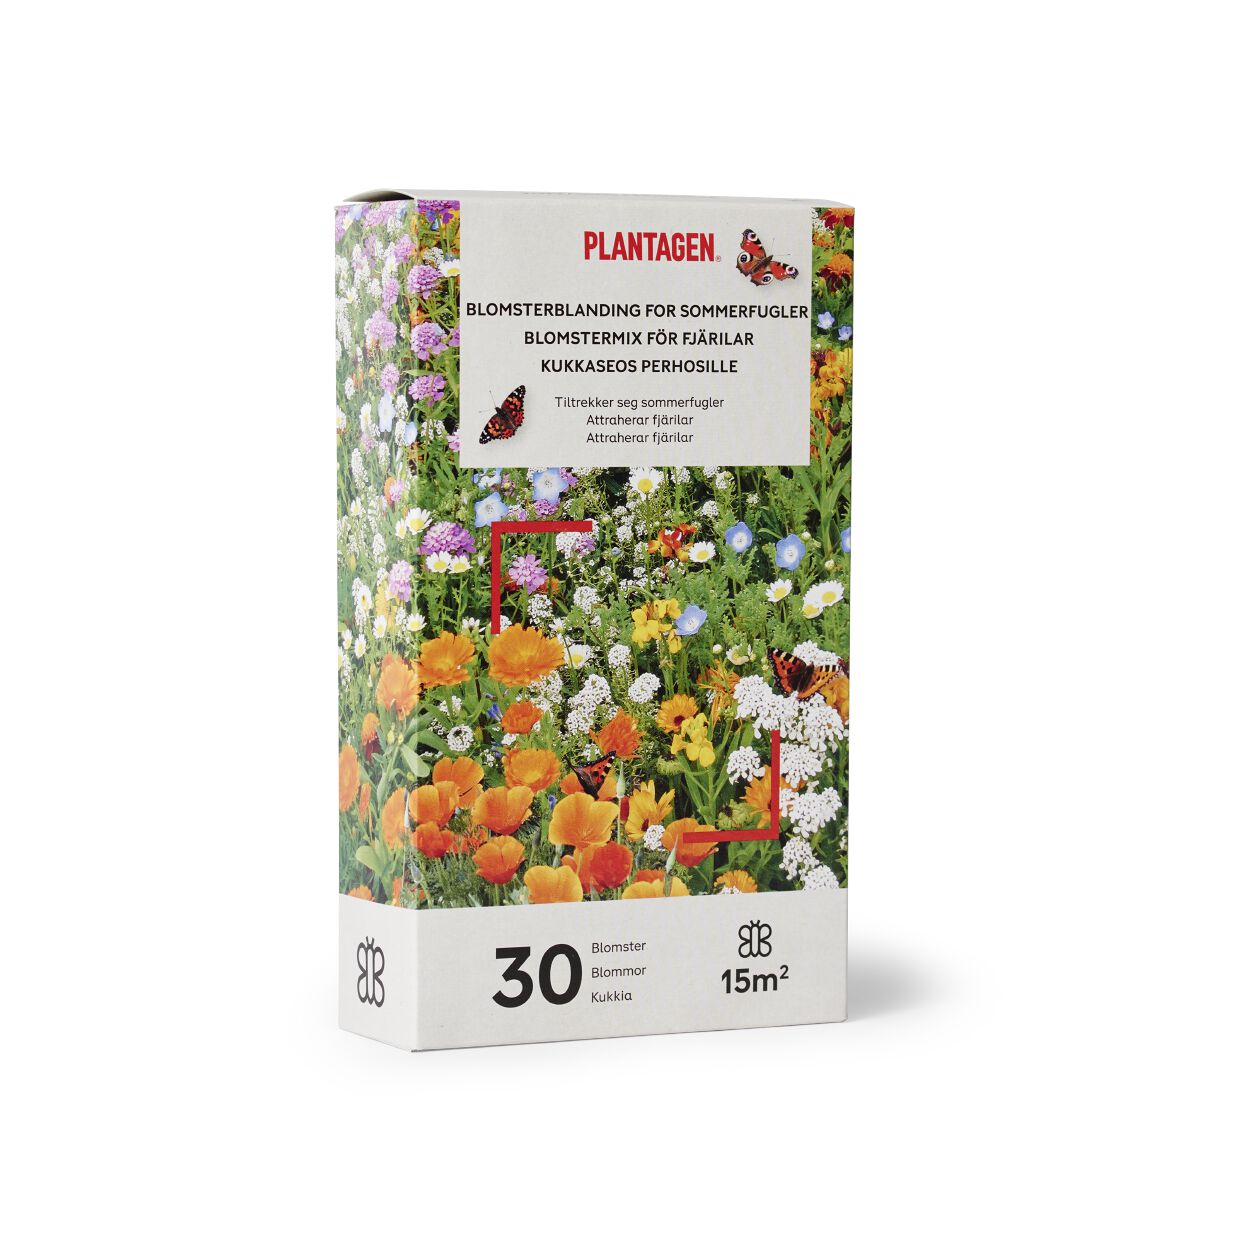 PLANTAGEN®
BLOMSTERBLANDING FOR SOMMERFUGLER
BLOMSTERMIX FÖR FJÄRILAR
KUKKASEOS PERHOSILLE
Tiltrekker seg sommerfugler
Attraherar fjärilar
Attraherar fjärilar
30
Blomster
Blommor
Kukkia
15m²